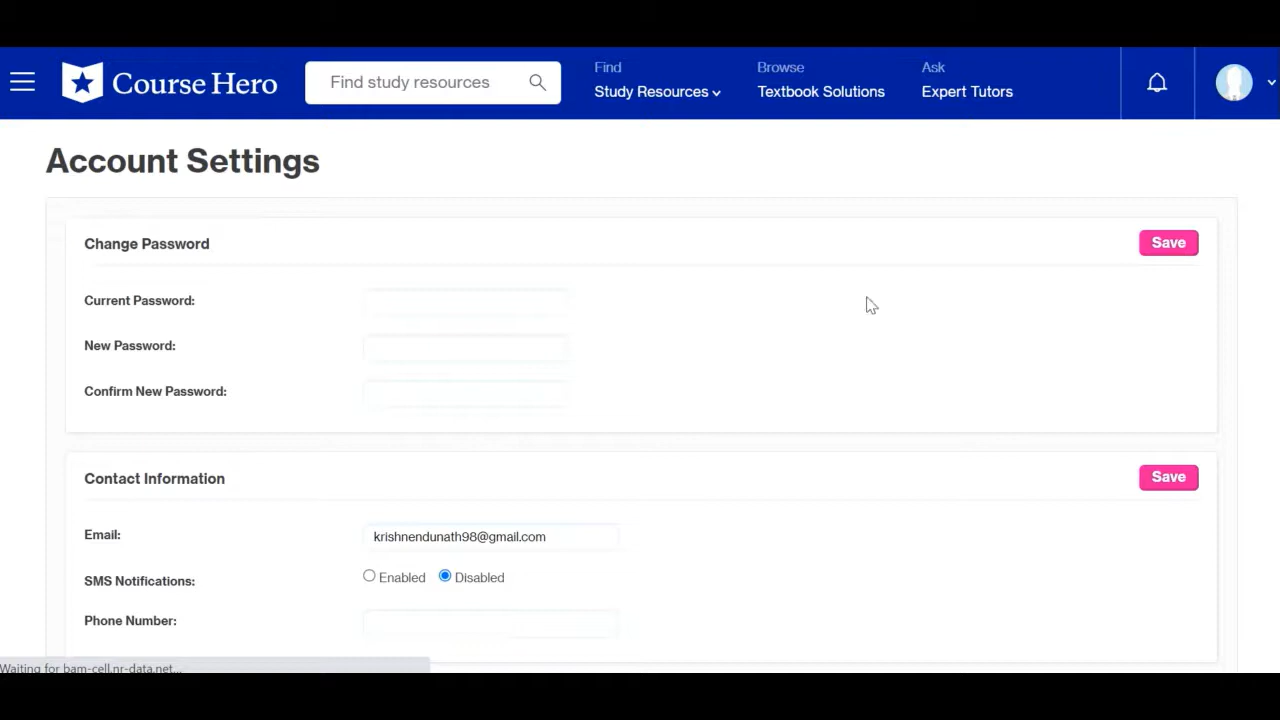 Course Hero
Find study resources
Find
Study Resources
Browse
Textbook Solutions
Ask
Expert Tutors
Account Settings
Change Password
Save
Current Password:
New Password:
Confirm New Password:
Contact Information
Save
Email:
krishnendunath98@gmail.com
SMS Notifications:
Enabled
Disabled
Phone Number:
Waiting for bam-cell.nr-data.net...